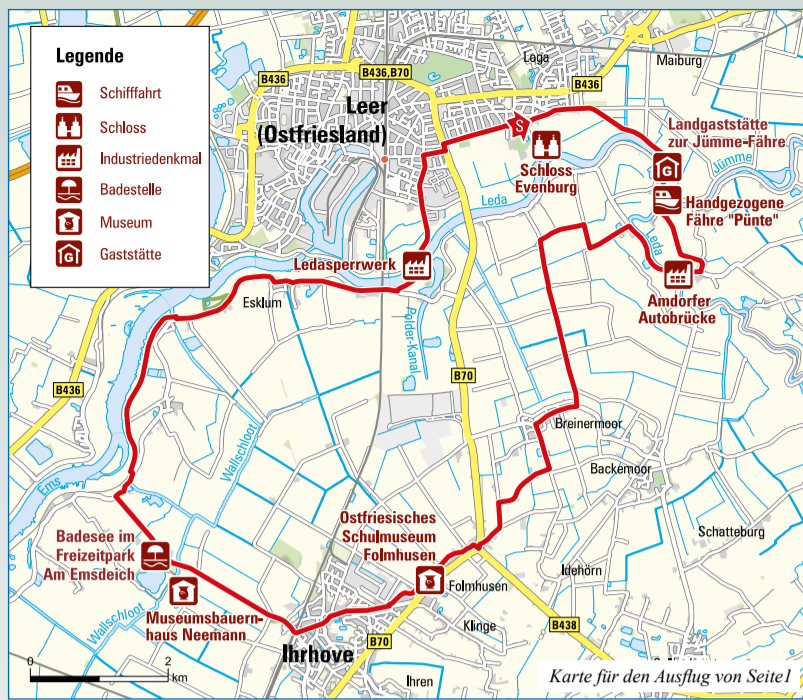 Legende
Schifffahrt
Schloss
Industriedenkmal
Badestelle
Museum
G
Gaststätte
B436
B436,B70
Loga
Maiburg
B436
Leer
(Ostfriesland)
S
Schloss
Evenburg
Landgaststätte
zur Jümme-Fähre
G
Jümme
Handgezogene
Fähre "Pünte"
Leda
Leda
Ledasperrwerk
Amdorfer
Autobrücke
Esklum
Polder-Kanal
B436
B70
Wallschloot
Breinermoor
Backemoor
Ems
Ostfriesisches
Schulmuseum
Folmhusen
Schatteburg
Badesee im
Freizeitpark
Am Emsdeich
Idehörn
Folmhusen
Museumsbauern-
haus Neemann
Wallschloot
Klinge
B438
B70
Ihrhove
Ihren
0 2
km
Karte für den Ausflug von Seite1